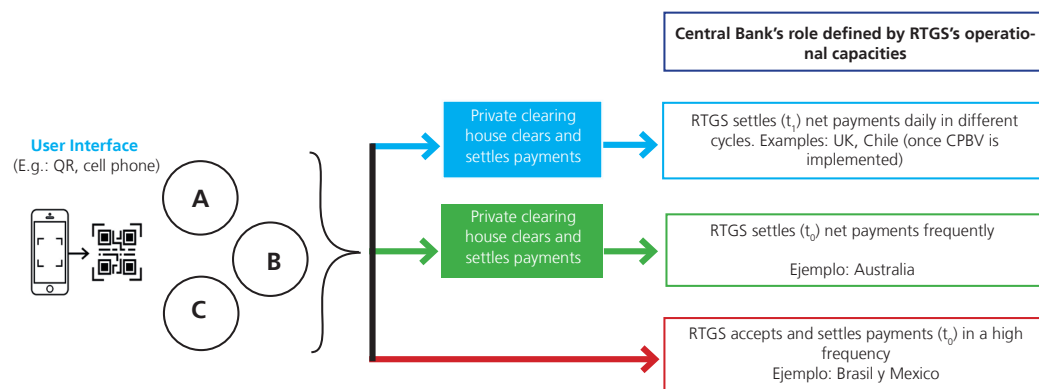 Central Bank's role defined by RTGS's operatio-
nal capacities
User Interface
(E.g.: QR, cell phone)
A
B
C
Private clearing
house clears and
settles payments
RTGS settles (t₁) net payments daily in different
cycles. Examples: UK, Chile (once CPBV is
implemented)
Private clearing
house clears and
settles payments
RTGS settles (t₀) net payments frequently
Ejemplo: Australia
RTGS accepts and settles payments (t₀) in a high
frequency
Ejemplo: Brasil y Mexico